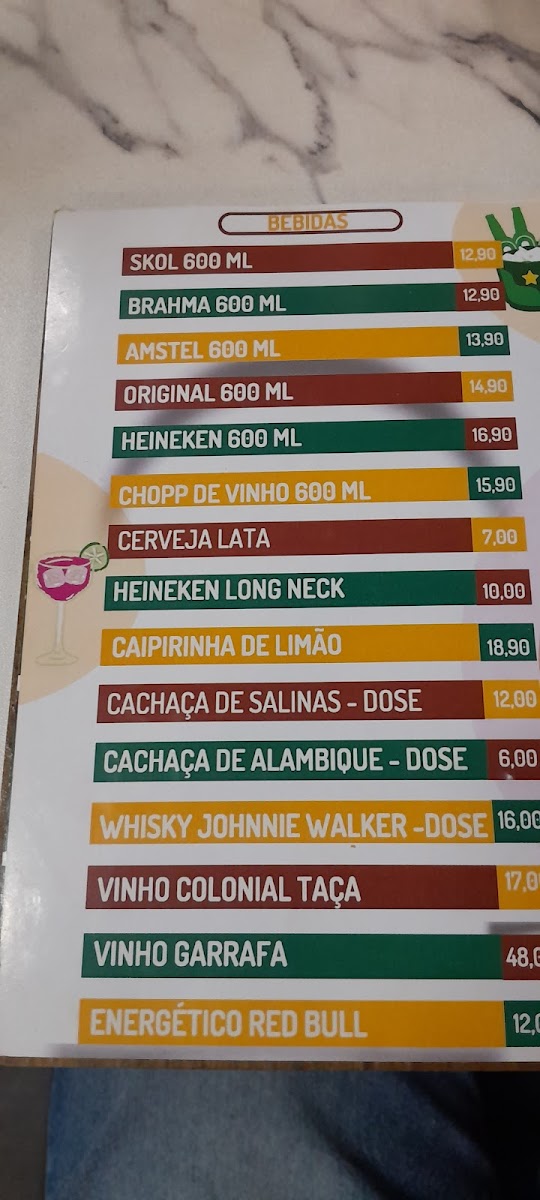 BEBIDAS
SKOL 600 ML 12,90
BRAHMA 600 ML 12,90
AMSTEL 600 ML 13,90
ORIGINAL 600 ML 14,90
HEINEKEN 600 ML 16,90
CHOPP DE VINHO 600 ML 15,90
CERVEJA LATA 7,00
HEINEKEN LONG NECK 10,00
CAIPIRINHA DE LIMÃO 18,90
CACHAÇA DE SALINAS - DOSE 12,00
CACHAÇA DE ALAMBIQUE - DOSE 6,00
WHISKY JOHNNIE WALKER -DOSE 16,00
VINHO COLONIAL TAÇA
VINHO GARRAFA
ENERGÉTICO RED BULL